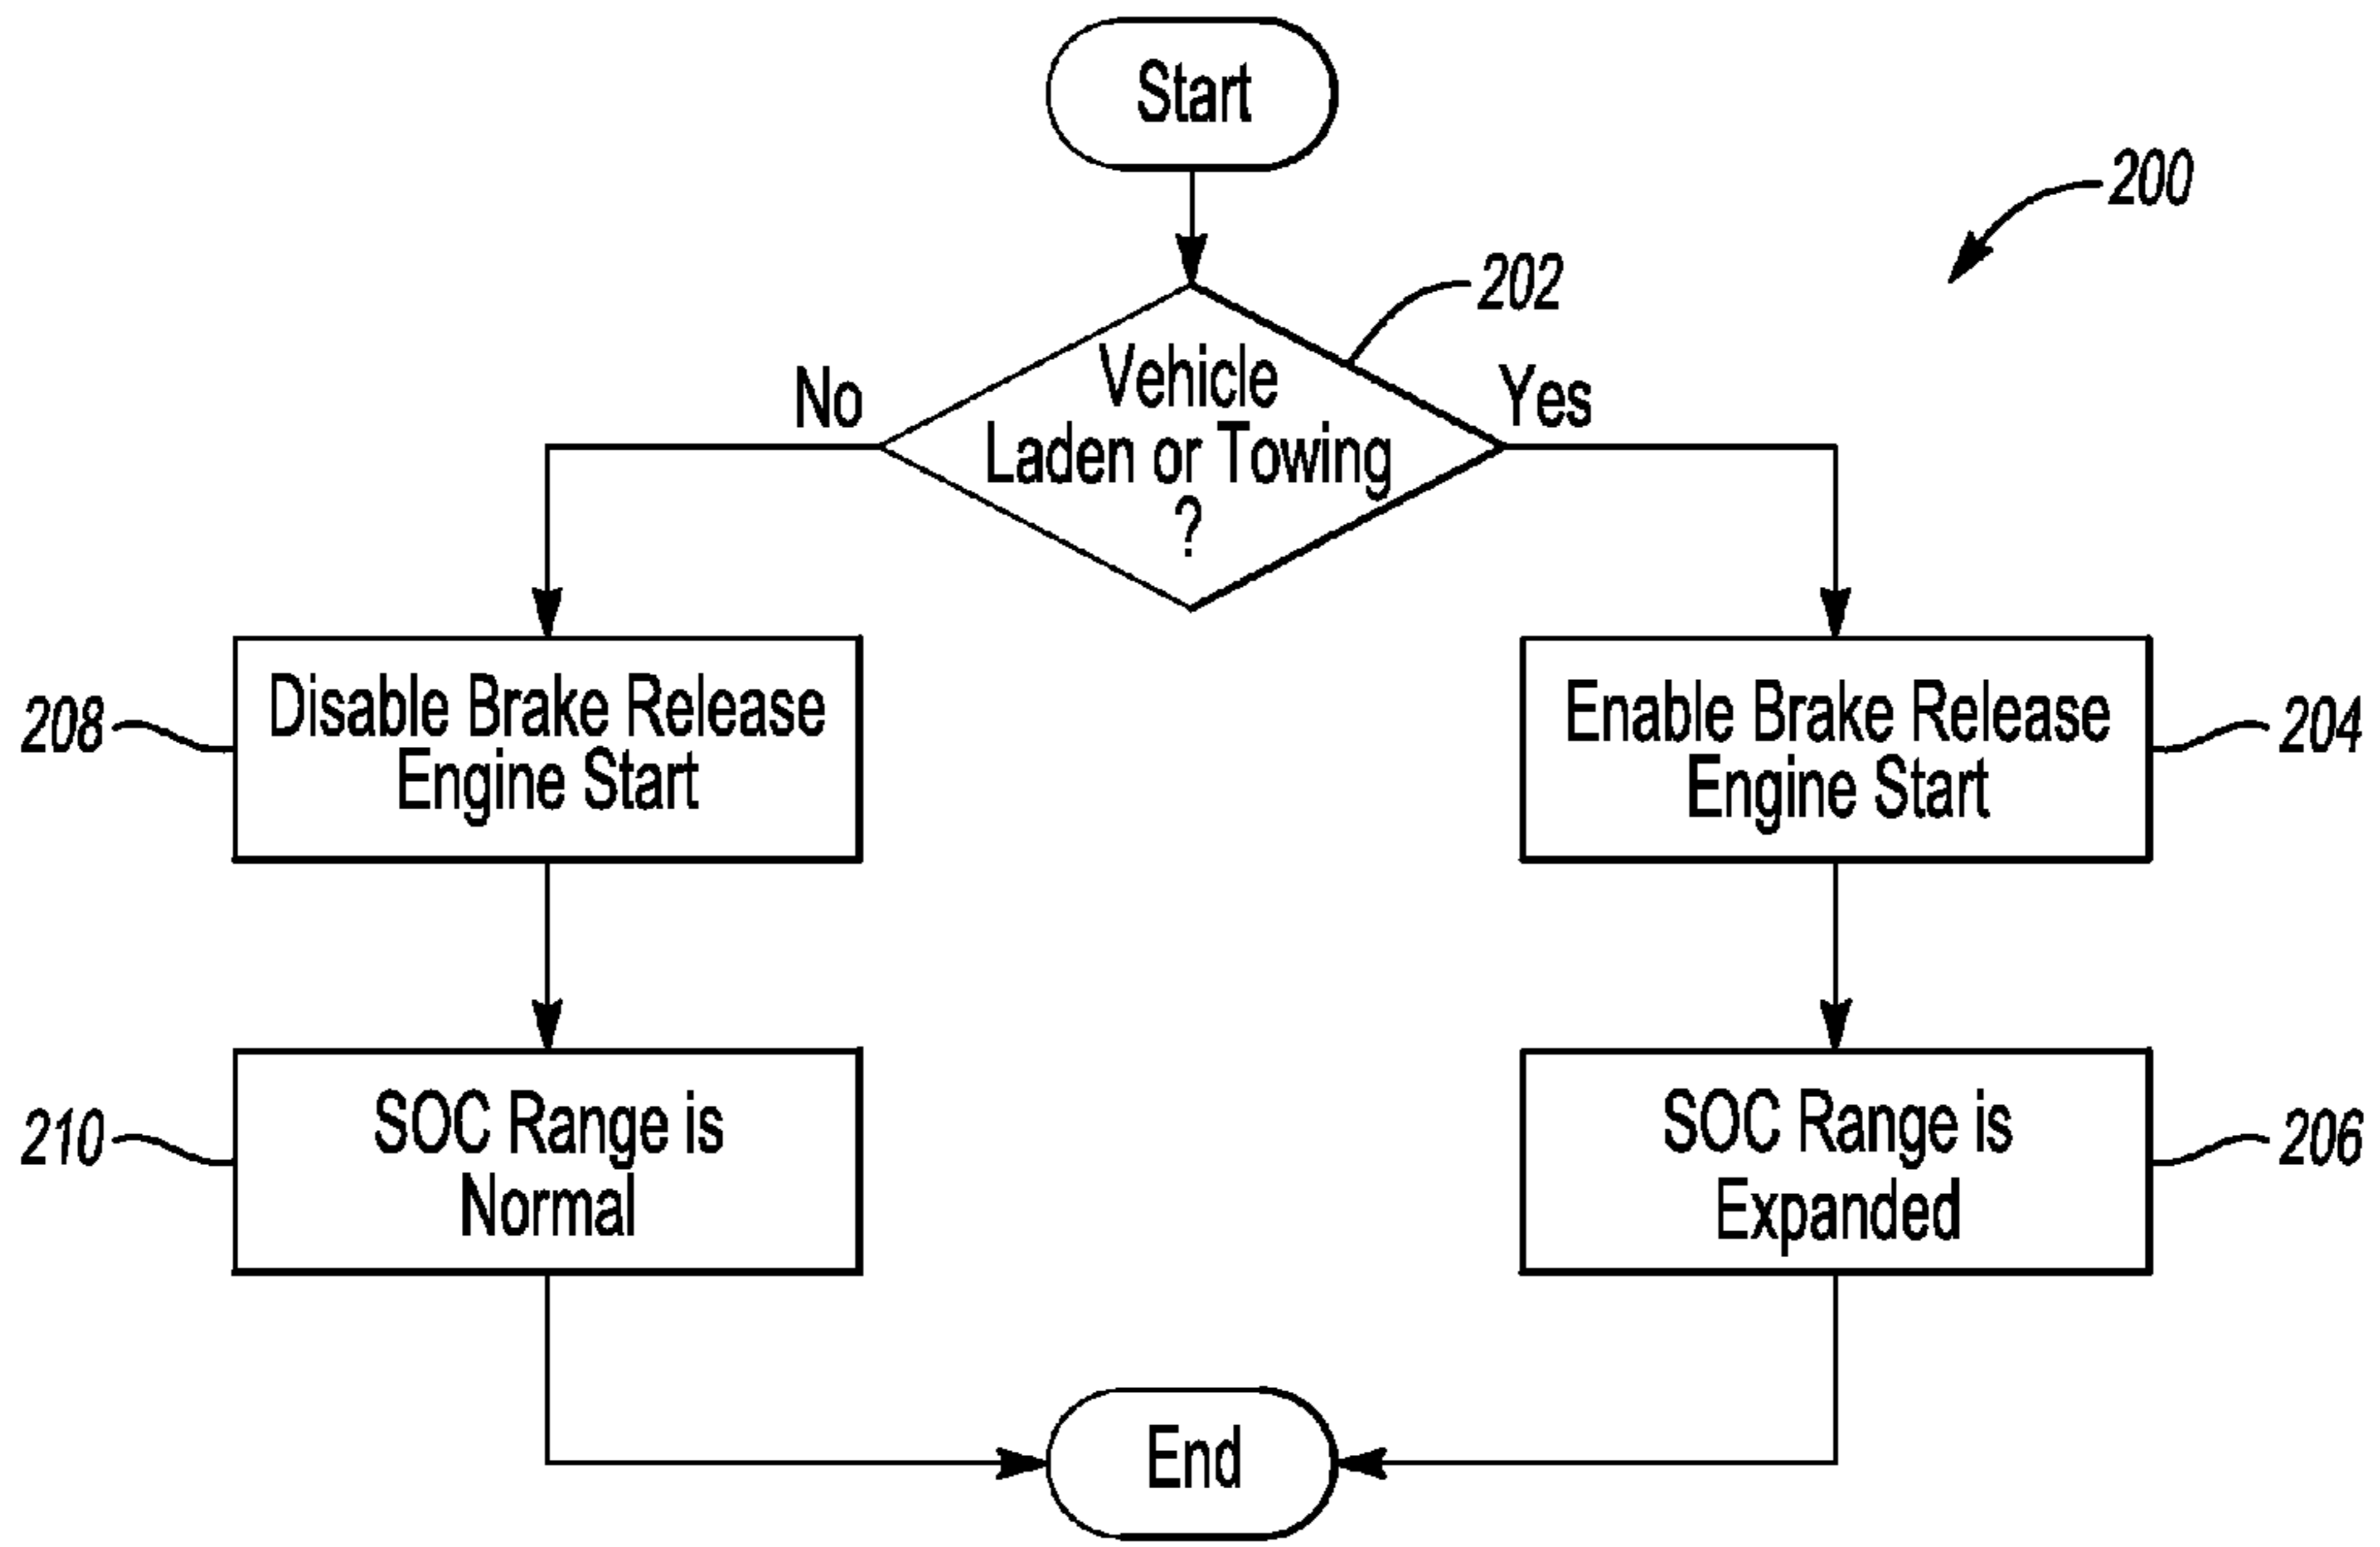 Start
200
202
No
Yes
Vehicle
Laden or Towing
?
208
Disable Brake Release
Engine Start
Enable Brake Release
Engine Start
204
210
SOC Range is
Normal
SOC Range is
Expanded
206
End